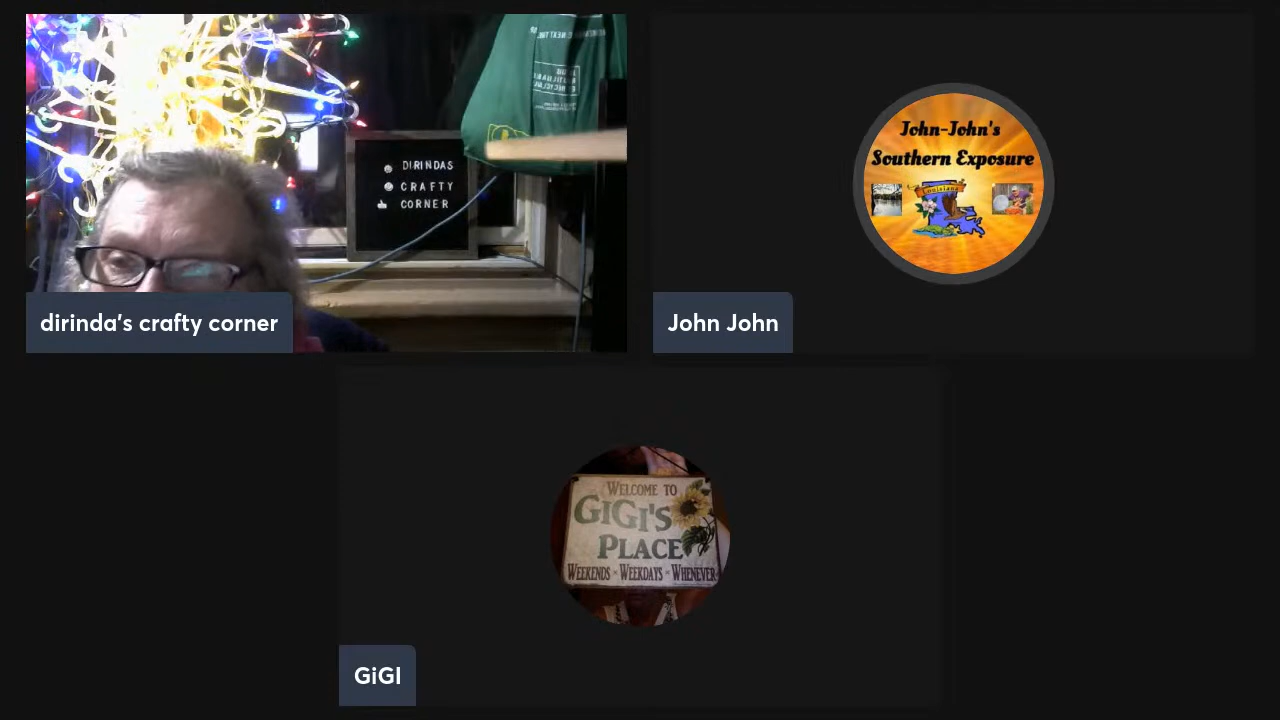 DIRINDAS
CRAFTY
CORNER
dirinda's crafty corner
John-John's
Southern Exposure
Louisiana
John John
WELCOME TO
GIGI'S
PLACE
WEEKENDS - WEEKDAYS - WHENEVER
GiGI